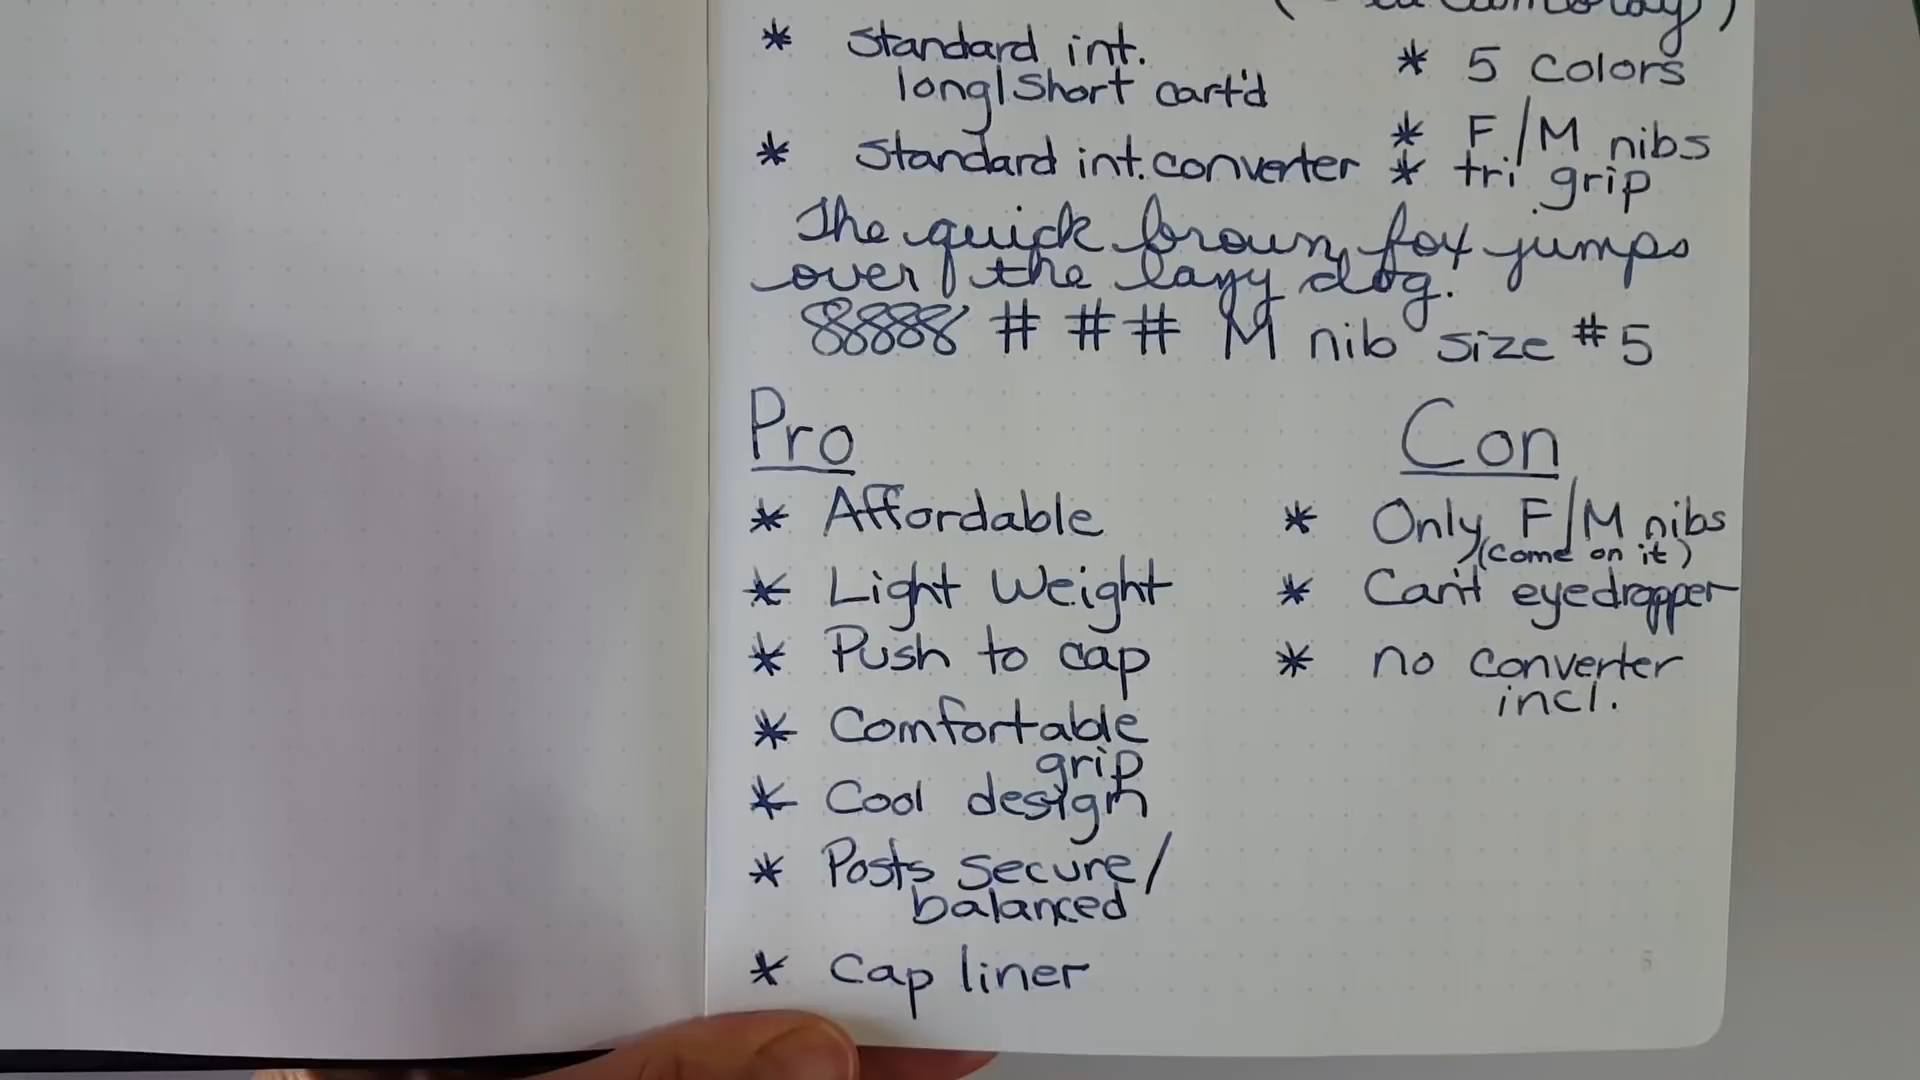 * Standard int.
long/short cart'd
* Standard int. converter
* 5 colors
* F/M nibs
* tri grip
The quick brown fox jumps
over the lazy dog.
88888 # # # M nib size #5
Pro
* Affordable
* Light Weight
* Push to cap
* Comfortable
grip
* Cool design
* Posts secure/
balanced
* Cap liner
Con
* Only F/M nibs
(come on it)
* Can't eyedropper
* no converter
incl.
5